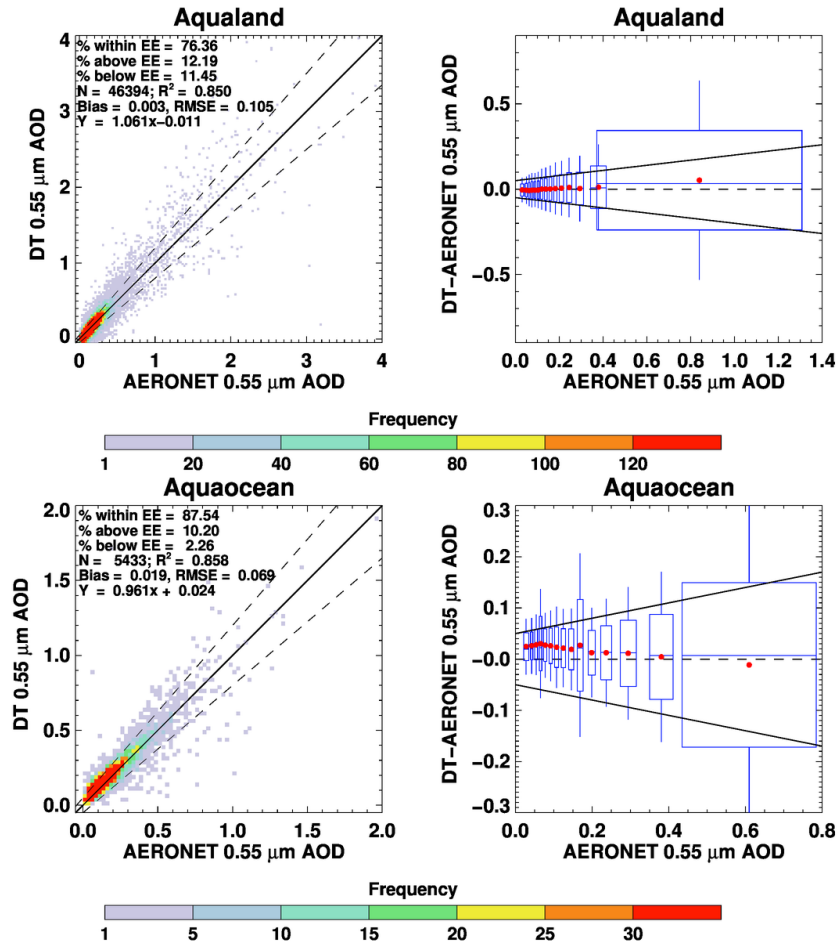 Aqualand
4
3
2
1
0
% within EE = 76.36
% above EE = 12.19
% below EE = 11.45
N = 46394; R² = 0.850
Bias = 0.003, RMSE = 0.105
Y = 1.061x−0.011
DT 0.55 μm AOD
1 2 3 4
AERONET 0.55 μm AOD
0.5
0.0
−0.5
DT−AERONET 0.55 μm AOD
0.0 0.2 0.4 0.6 0.8 1.0 1.2 1.4
AERONET 0.55 μm AOD
Frequency
1 20 40 60 80 100 120
Aquaocean
2.0
1.5
1.0
0.5
0.0
% within EE = 87.54
% above EE = 10.20
% below EE = 2.26
N = 5433; R² = 0.858
Bias = 0.019, RMSE = 0.069
Y = 0.961x + 0.024
DT 0.55 μm AOD
0.0 0.5 1.0 1.5 2.0
AERONET 0.55 μm AOD
Aquaocean
0.3
0.2
0.1
−0.0
−0.1
−0.2
−0.3
DT−AERONET 0.55 μm AOD
0.0 0.2 0.4 0.6 0.8
AERONET 0.55 μm AOD
Frequency
1 5 10 15 20 25 30